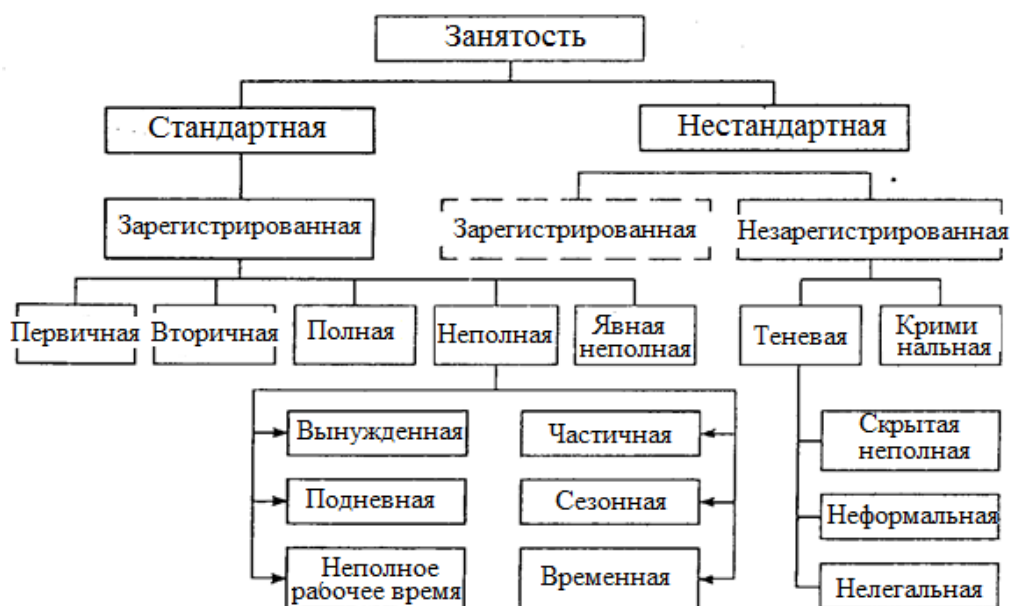 Занятость
Стандартная
Нестандартная
Зарегистрированная
Зарегистрированная
Незарегистрированная
Первичная
Вторичная
Полная
Неполная
Явная
неполная
Теневая
Крими
нальная
Вынужденная
Частичная
Скрытая
неполная
Подневная
Сезонная
Неформальная
Неполное
рабочее время
Временная
Нелегальная